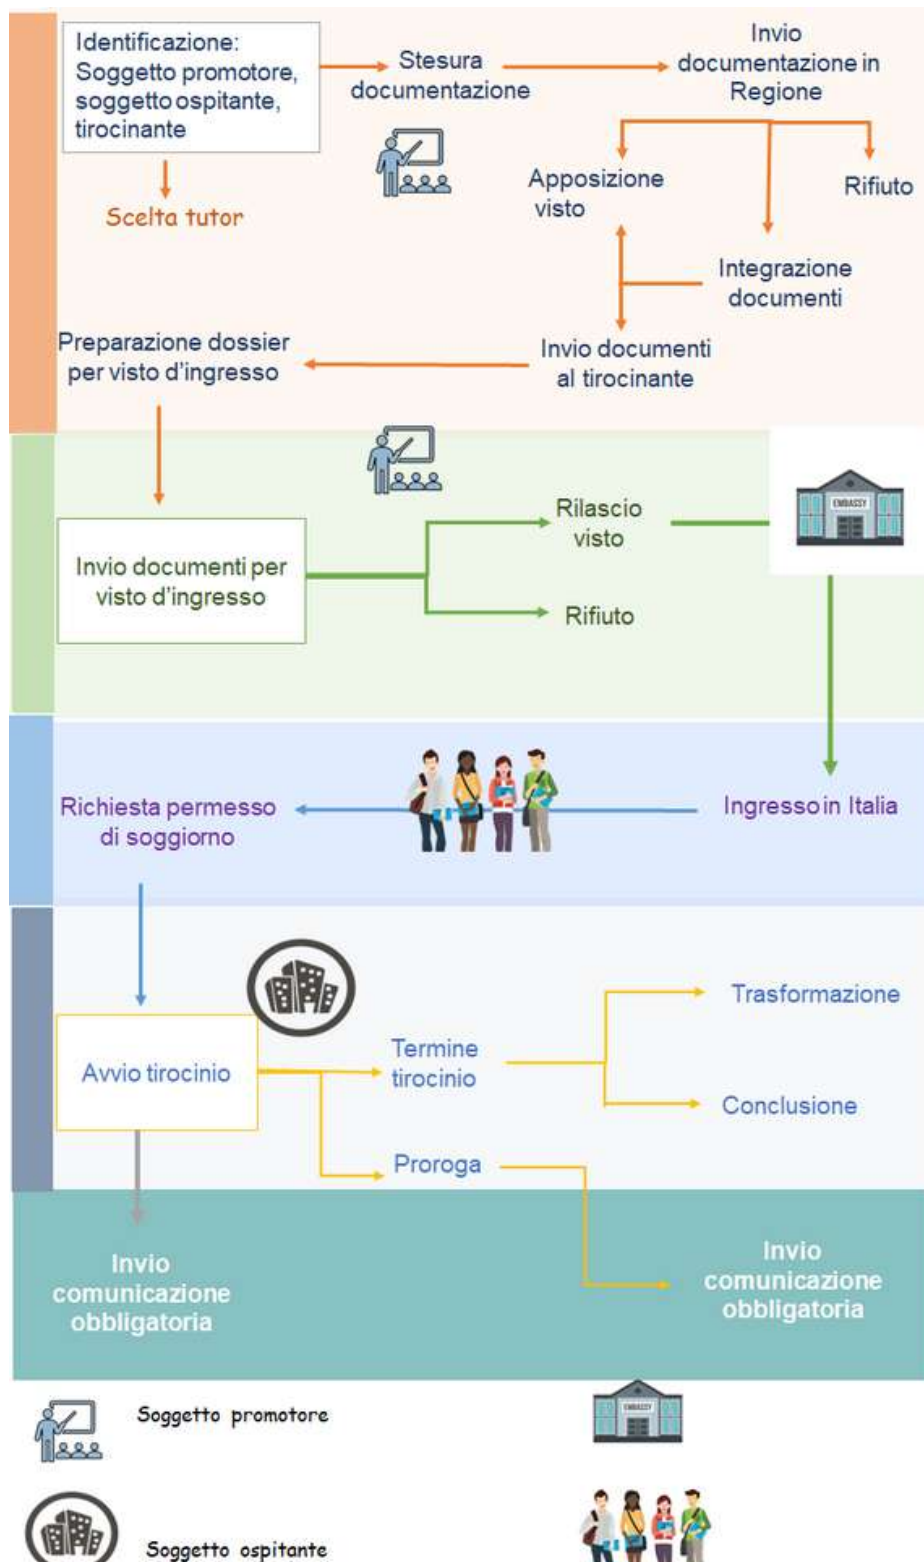 Identificazione:
Soggetto promotore,
soggetto ospitante,
tirocinante
Stesura
documentazione
Invio
documentazione in
Regione
Scelta tutor
Apposizione
visto
Rifiuto
Integrazione
documenti
Preparazione dossier
per visto d'ingresso
Invio documenti
al tirocinante
Invio documenti per
visto d'ingresso
Rilascio
visto
EMBASSY
Rifiuto
Richiesta permesso
di soggiorno
Ingresso in Italia
Avvio tirocinio
Termine
tirocinio
Trasformazione
Conclusione
Proroga
Invio
comunicazione
obbligatoria
Invio
comunicazione
obbligatoria
Soggetto promotore
EMBASSY
Soggetto ospitante